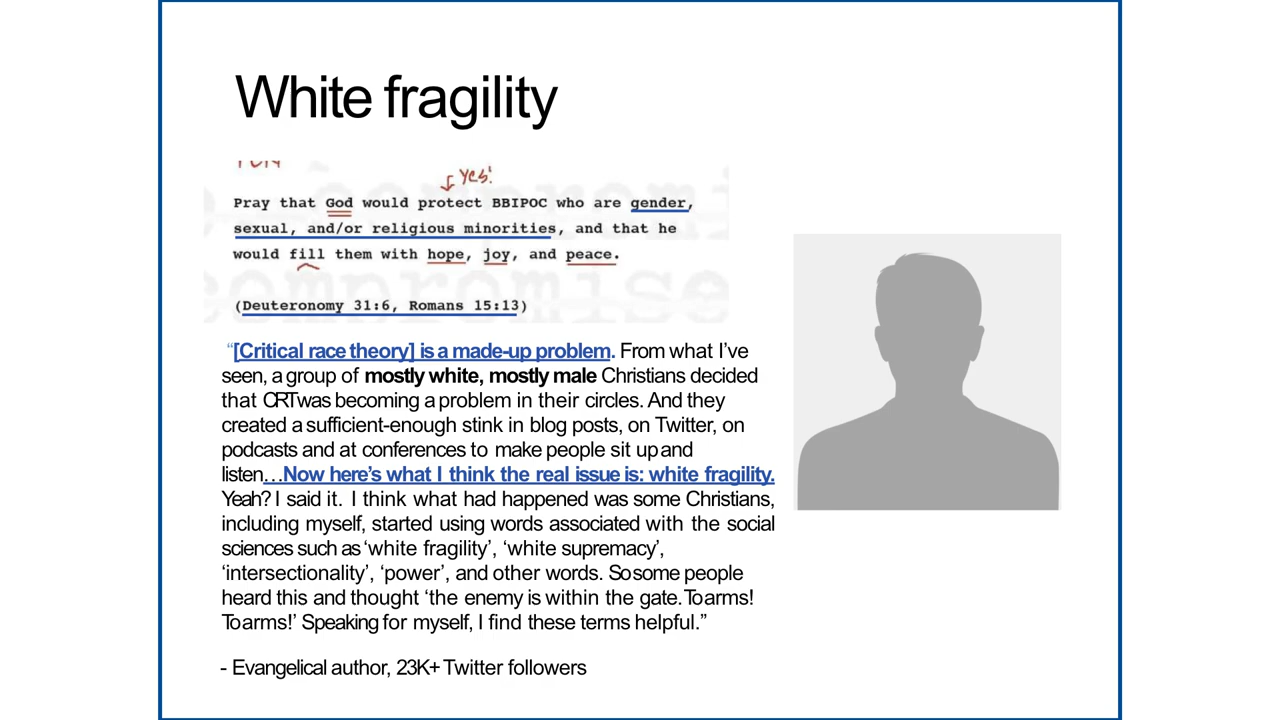 White fragility
Yes!
Pray that God would protect BBIPOC who are gender,
sexual, and/or religious minorities, and that he
would fill them with hope, joy, and peace.
(Deuteronomy 31:6, Romans 15:13)
“[Critical race theory] is a made-up problem. From what I’ve
seen, a group of mostly white, mostly male Christians decided
that CRT was becoming a problem in their circles. And they
created a sufficient-enough stink in blog posts, on Twitter, on
podcasts and at conferences to make people sit up and
listen…Now here’s what I think the real issue is: white fragility.
Yeah? I said it. I think what had happened was some Christians,
including myself, started using words associated with the social
sciences such as ‘white fragility’, ‘white supremacy’,
‘intersectionality’, ‘power’, and other words. So some people
heard this and thought ‘the enemy is within the gate. To arms!
To arms!’ Speaking for myself, I find these terms helpful.”
- Evangelical author, 23K+ Twitter followers